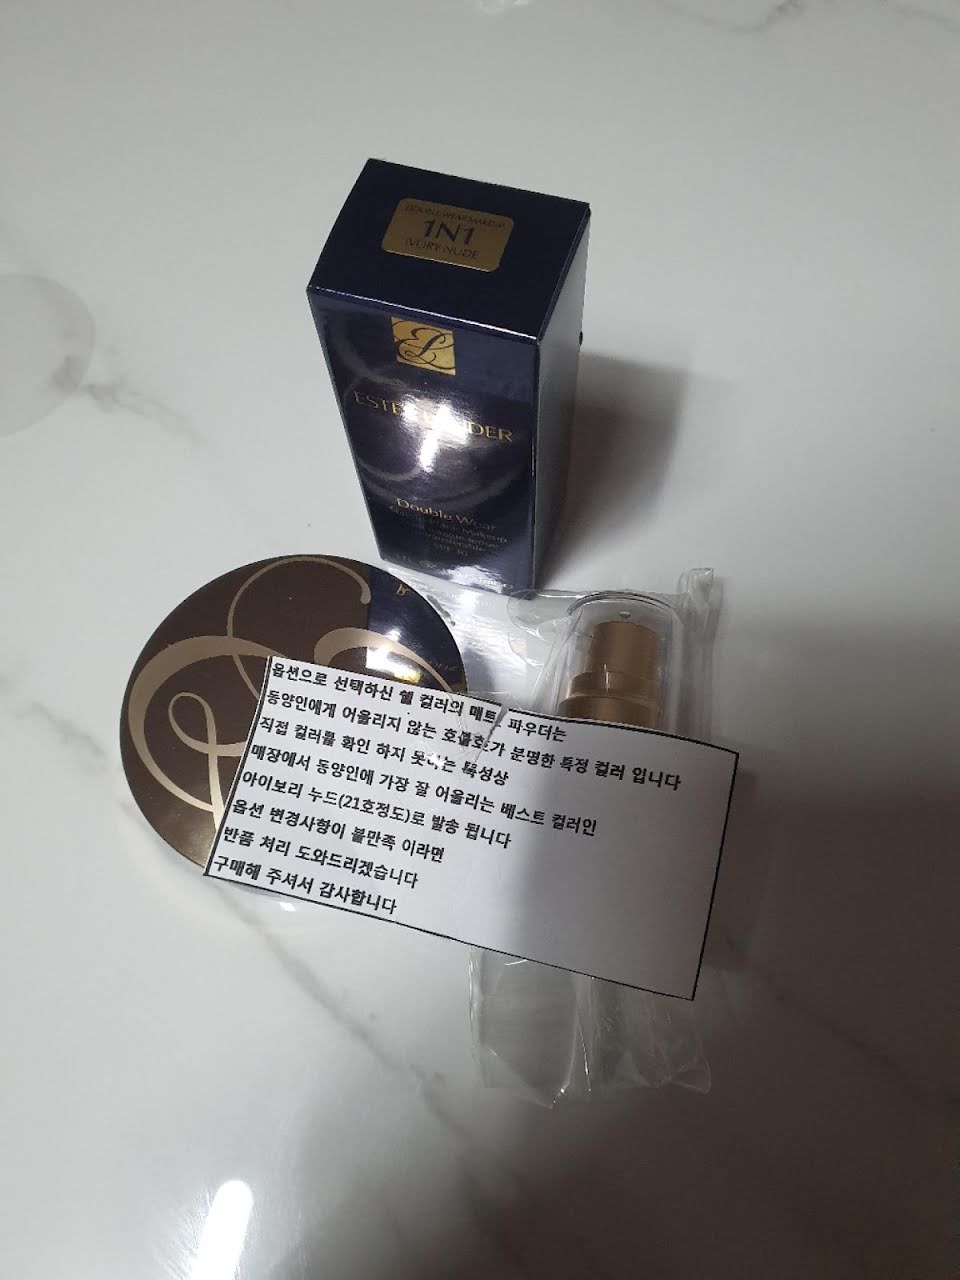 DOUBLE WEAR MAKEUP
1N1
IVORY NUDE
ESTEE LAUDER
Double Wear
Makeup
옵션으로 선택하신 쉘 컬러의 매트 파우더는
동양인에게 어울리지 않는 호불호가 분명한 특정 컬러 입니다
직접 컬러를 확인 하지 못하는 특성상
매장에서 동양인에 가장 잘 어울리는 베스트 컬러인
아이보리 누드(21호정도)로 발송 됩니다
옵션 변경사항이 불만족 이라면
반품 처리 도와드리겠습니다
구매해 주셔서 감사합니다